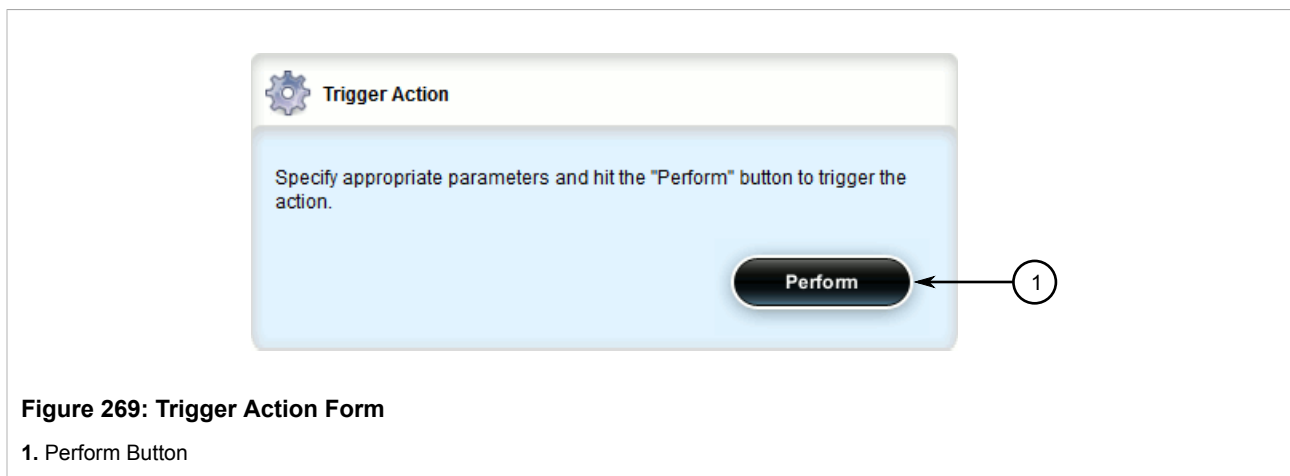 Trigger Action
Specify appropriate parameters and hit the "Perform" button to trigger the
action.
Perform
1
Figure 269: Trigger Action Form
1. Perform Button